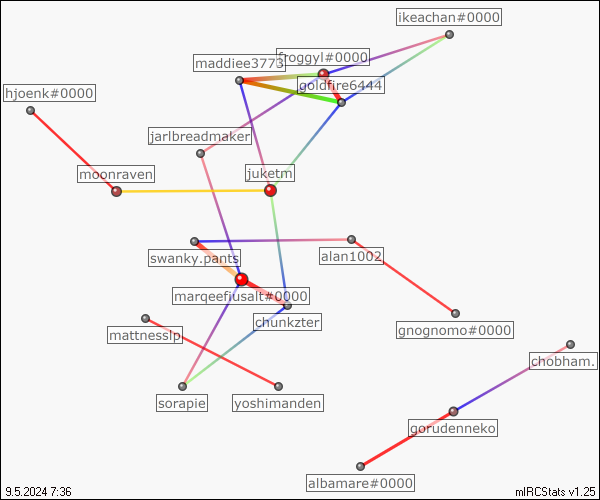 ikeachan#0000
froggyl#0000
maddiee3773
goldfire6444
hjoenk#0000
jarlbreadmaker
moonraven
juketm
swanky.pants
alan1002
marqeefiusalt#0000
chunkzter
gnognomo#0000
mattnesslp
chobham.
sorapie
yoshimanden
gorudenneko
albamare#0000
9.5.2024 7:36
mIRCStats v1.25